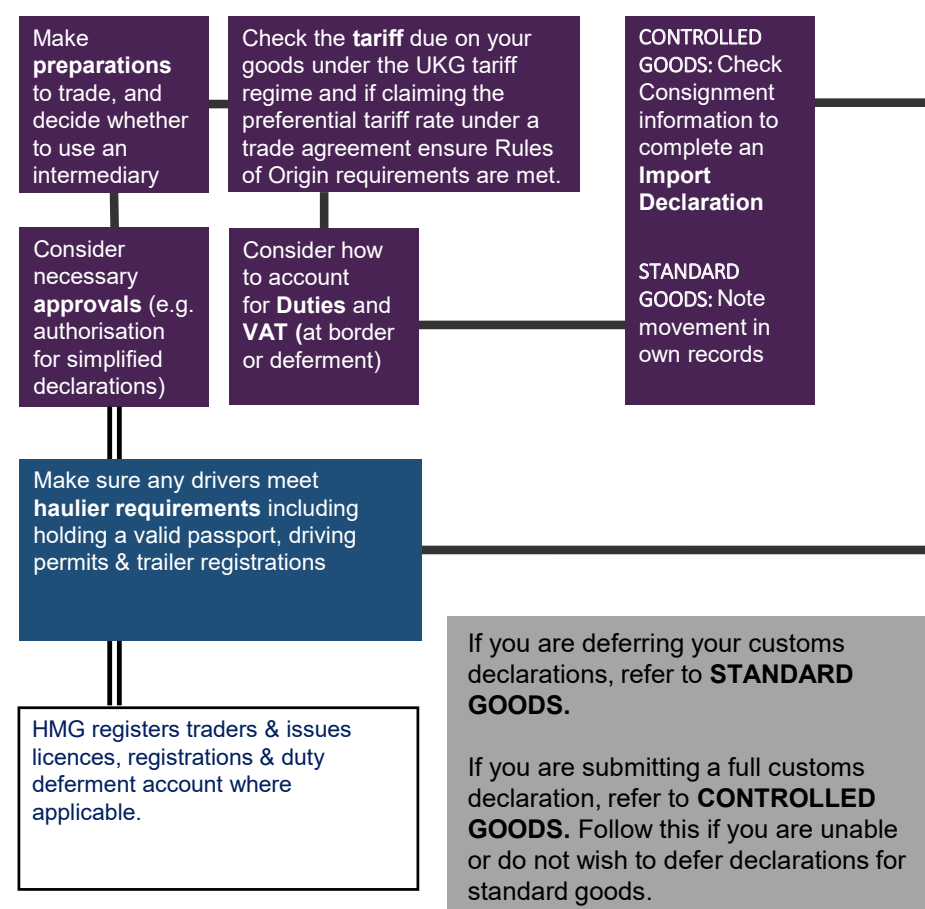 Make
preparations
to trade, and
decide whether
to use an
intermediary
Check the tariff due on your
goods under the UKG tariff
regime and if claiming the
preferential tariff rate under a
trade agreement ensure Rules
of Origin requirements are met.
CONTROLLED
GOODS: Check
Consignment
information to
complete an
Import
Declaration
STANDARD
GOODS: Note
movement in
own records
Consider
necessary
approvals (e.g.
authorisation
for simplified
declarations)
Consider how
to account
for Duties and
VAT (at border
or deferment)
Make sure any drivers meet
haulier requirements including
holding a valid passport, driving
permits & trailer registrations
HMG registers traders & issues
licences, registrations & duty
deferment account where
applicable.
If you are deferring your customs
declarations, refer to STANDARD
GOODS.
If you are submitting a full customs
declaration, refer to CONTROLLED
GOODS. Follow this if you are unable
or do not wish to defer declarations for
standard goods.